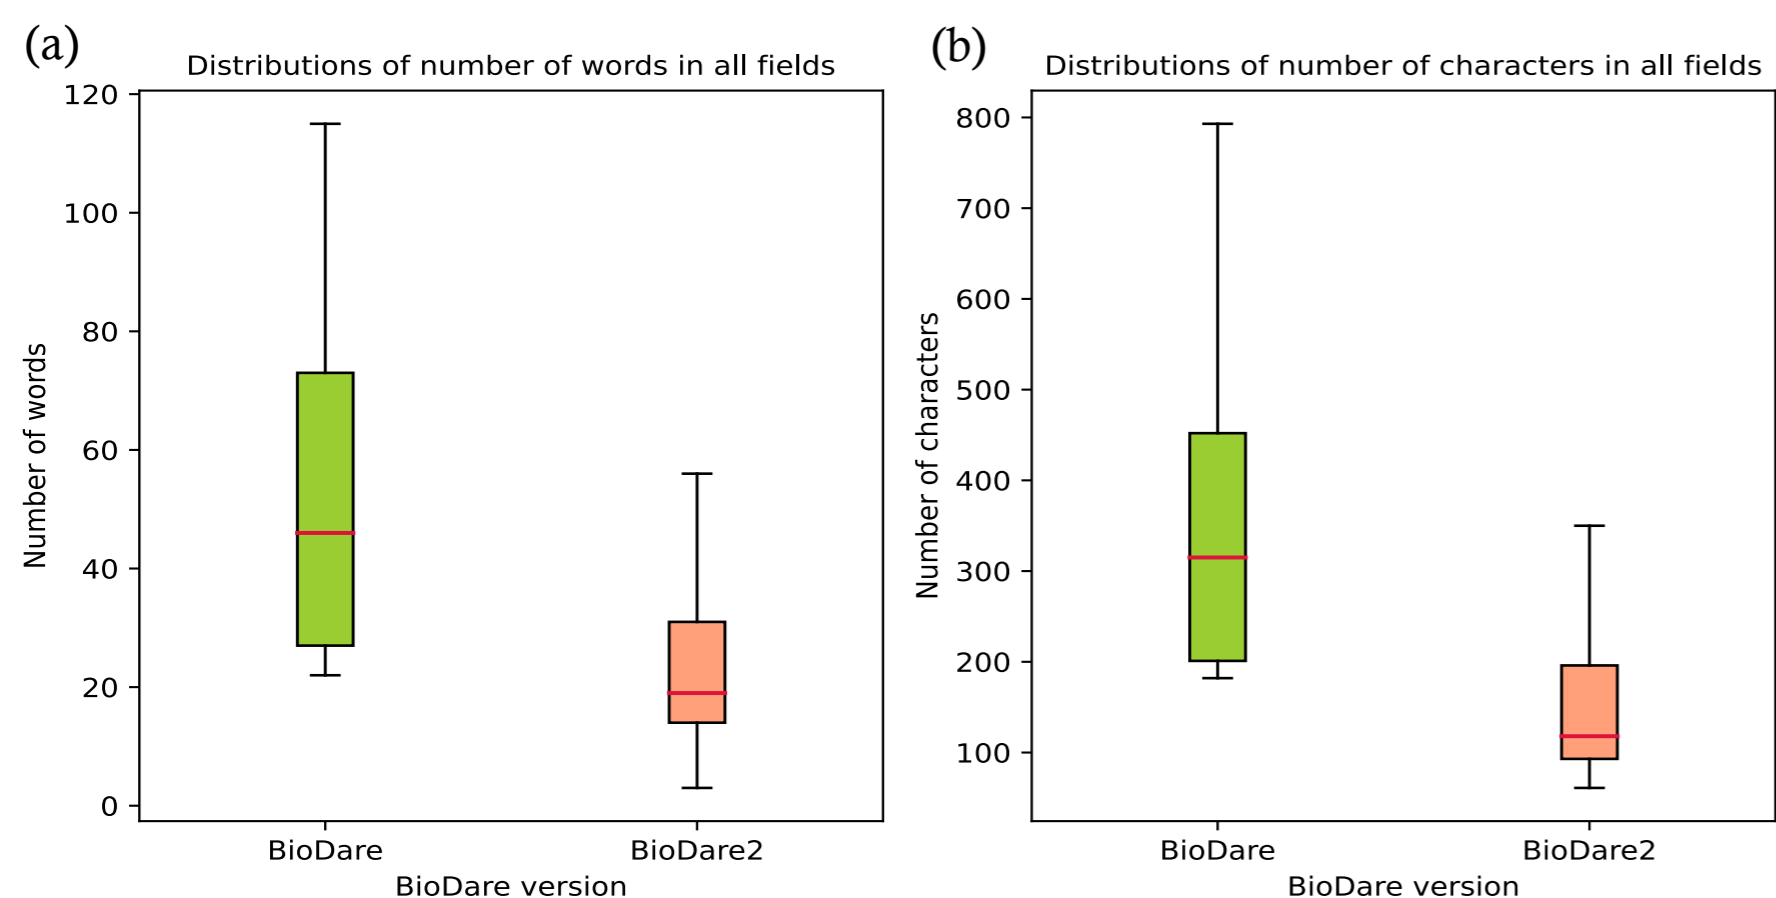 (a)
Distributions of number of words in all fields
120
100
80
60
40
20
0
Number of words
BioDare
BioDare2
BioDare version
(b)
Distributions of number of characters in all fields
800
700
600
500
400
300
200
100
Number of characters
BioDare
BioDare2
BioDare version